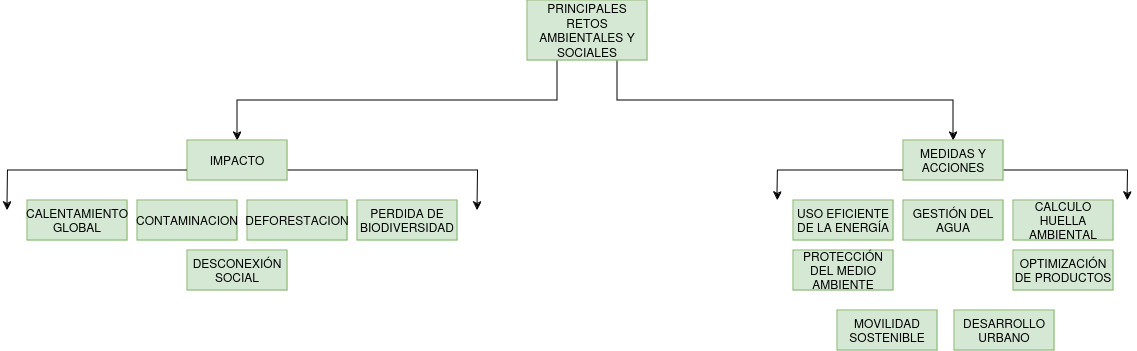 PRINCIPALES
RETOS
AMBIENTALES Y
SOCIALES
IMPACTO
MEDIDAS Y
ACCIONES
CALENTAMIENTO
GLOBAL
CONTAMINACION
DEFORESTACION
PERDIDA DE
BIODIVERSIDAD
DESCONEXIÓN
SOCIAL
USO EFICIENTE
DE LA ENERGÍA
GESTIÓN DEL
AGUA
CALCULO
HUELLA
AMBIENTAL
PROTECCIÓN
DEL MEDIO
AMBIENTE
OPTIMIZACIÓN
DE PRODUCTOS
MOVILIDAD
SOSTENIBLE
DESARROLLO
URBANO